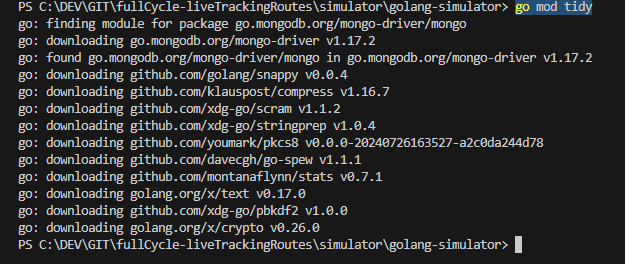 PS C:\DEV\GIT\fullCycle-liveTrackingRoutes\simulator\golang-simulator> go mod tidy
go: finding module for package go.mongodb.org/mongo-driver/mongo
go: downloading go.mongodb.org/mongo-driver v1.17.2
go: found go.mongodb.org/mongo-driver/mongo in go.mongodb.org/mongo-driver v1.17.2
go: downloading github.com/golang/snappy v0.0.4
go: downloading github.com/klauspost/compress v1.16.7
go: downloading github.com/xdg-go/scram v1.1.2
go: downloading github.com/xdg-go/stringprep v1.0.4
go: downloading github.com/youmark/pkcs8 v0.0.0-20240726163527-a2c0da244d78
go: downloading github.com/davecgh/go-spew v1.1.1
go: downloading github.com/montanaflynn/stats v0.7.1
go: downloading golang.org/x/text v0.17.0
go: downloading github.com/xdg-go/pbkdf2 v1.0.0
go: downloading golang.org/x/crypto v0.26.0
PS C:\DEV\GIT\fullCycle-liveTrackingRoutes\simulator\golang-simulator>